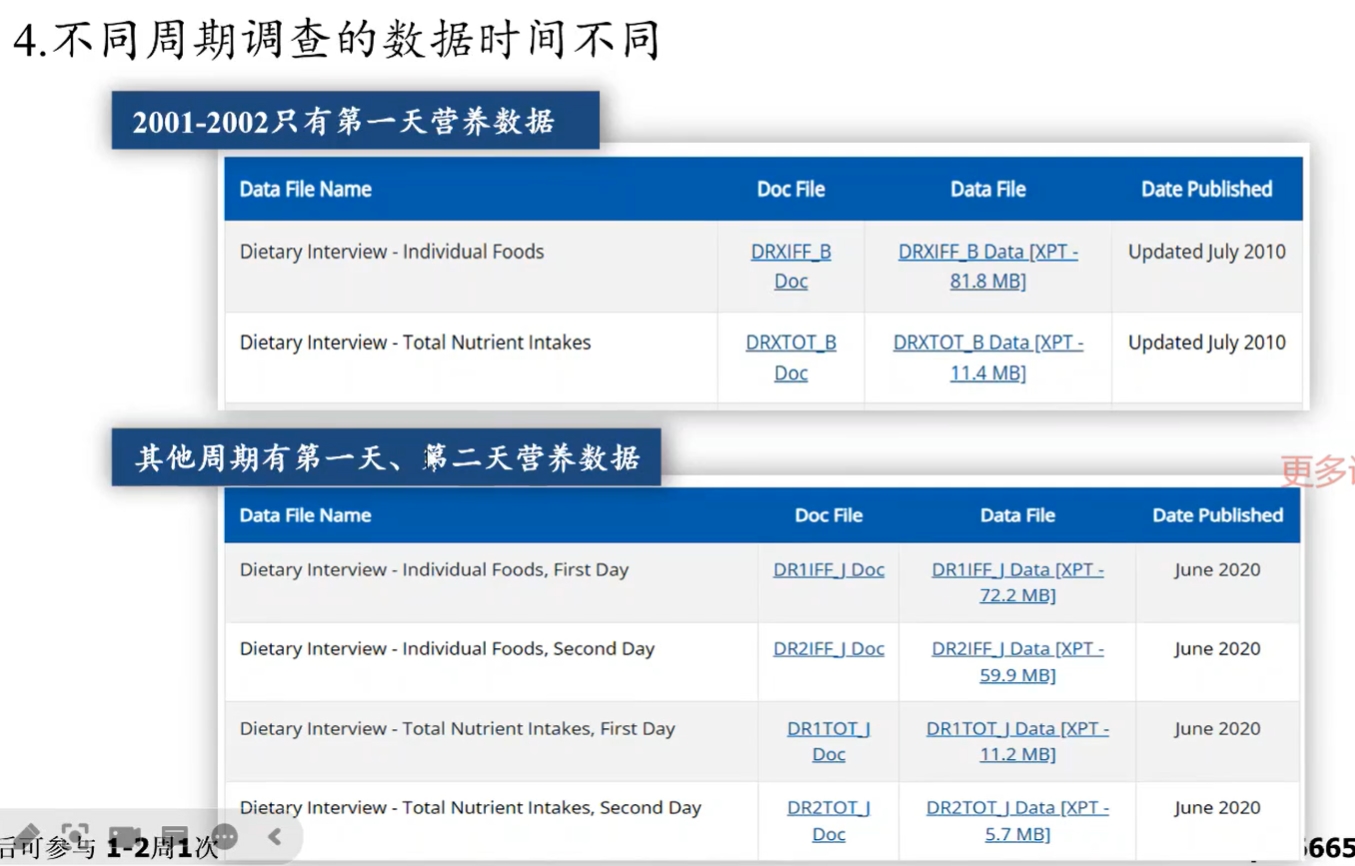 4.不同周期调查的数据时间不同
2001-2002只有第一天营养数据
Data File Name Doc File Data File Date Published
Dietary Interview - Individual Foods DRXIFF_B DRXIFF_B Data [XPT - Updated July 2010
Doc 81.8 MB]
Dietary Interview - Total Nutrient Intakes DRXTOT_B DRXTOT_B Data [XPT - Updated July 2010
Doc 11.4 MB]
其他周期有第一天、第二天营养数据
更多
Data File Name Doc File Data File Date Published
Dietary Interview - Individual Foods, First Day DR1IFF_J Doc DR1IFF_J Data [XPT - June 2020
72.2 MB]
Dietary Interview - Individual Foods, Second Day DR2IFF_J Doc DR2IFF_J Data [XPT - June 2020
59.9 MB]
Dietary Interview - Total Nutrient Intakes, First Day DR1TOT_J DR1TOT_J Data [XPT - June 2020
Doc 11.2 MB]
Dietary Interview - Total Nutrient Intakes, Second Day DR2TOT_J DR2TOT_J Data [XPT - June 2020
Doc 5.7 MB]
后可参与 1-2周1次 665